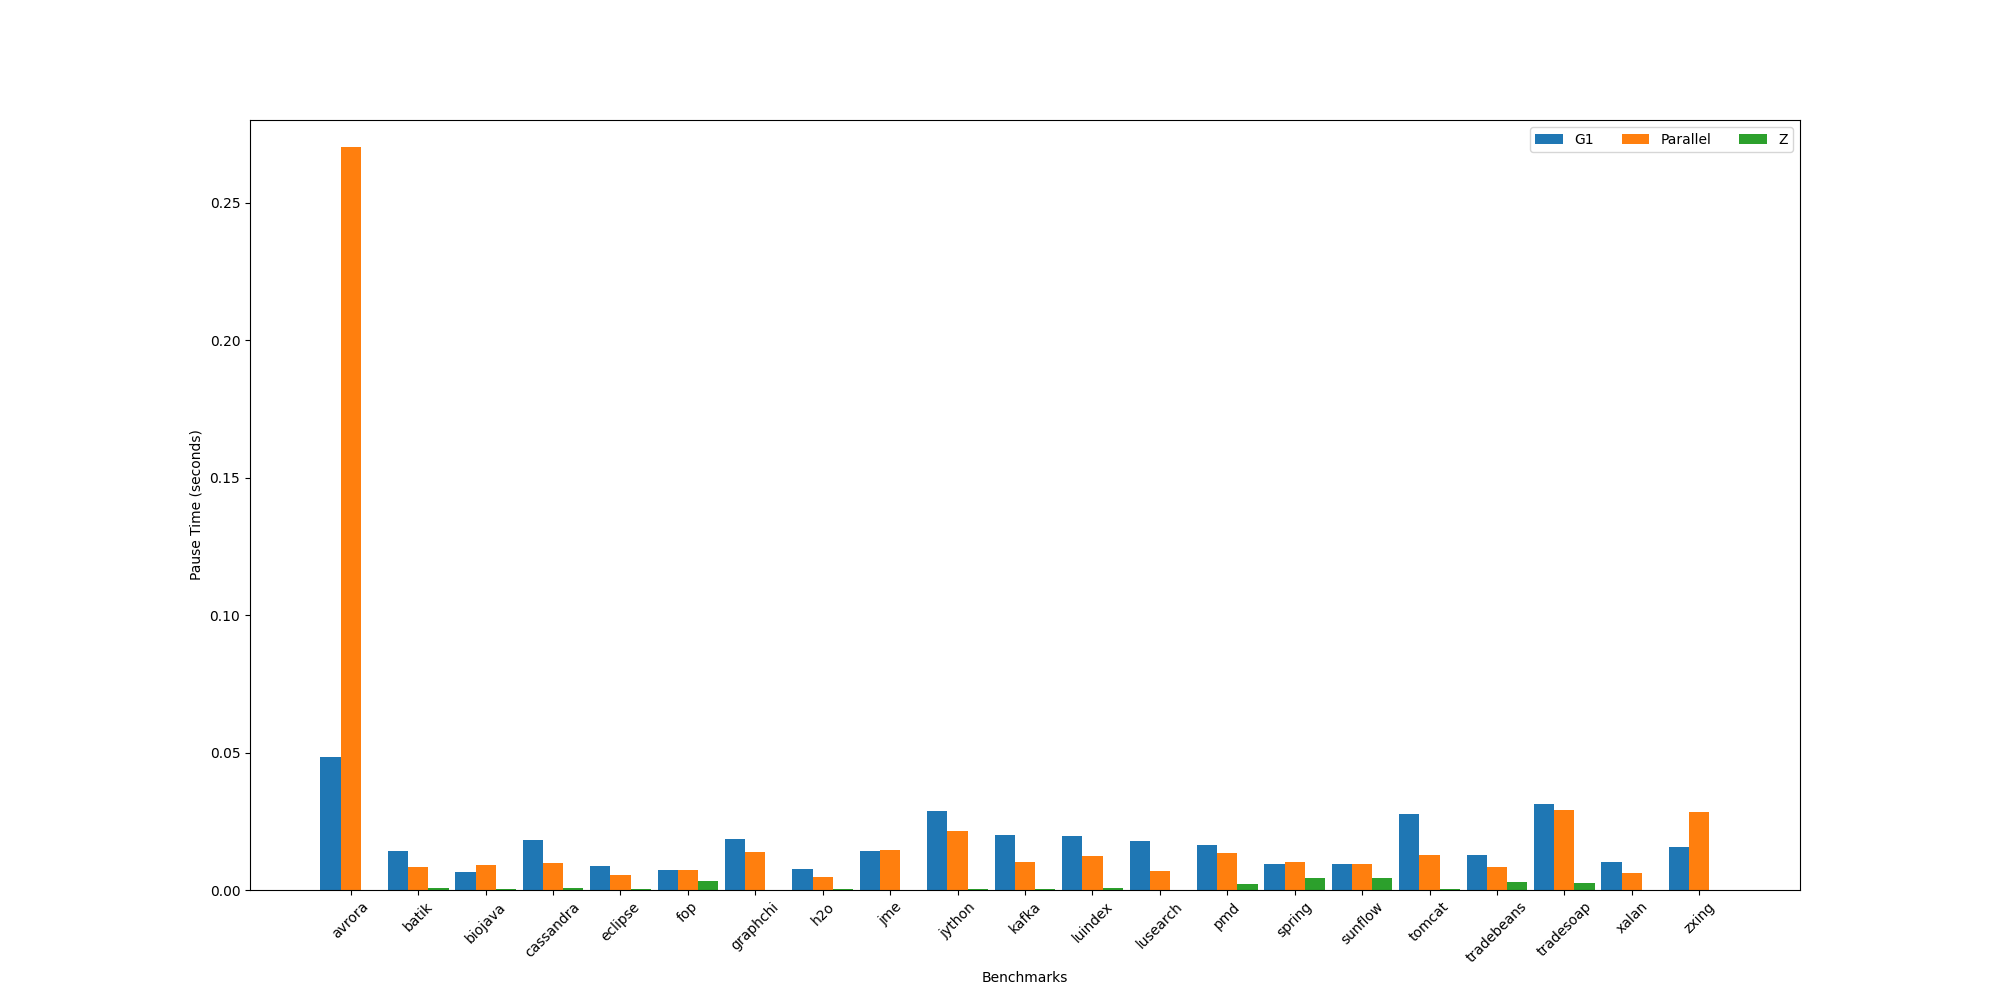 G1 Parallel Z
0.25
0.20
0.15
0.10
0.05
0.00
Pause Time (seconds)
avrora batik biojava cassandra eclipse fop graphchi h2o jme jython kafka luindex lusearch pmd spring sunflow tomcat tradebeans tradesoap xalan zxing
Benchmarks